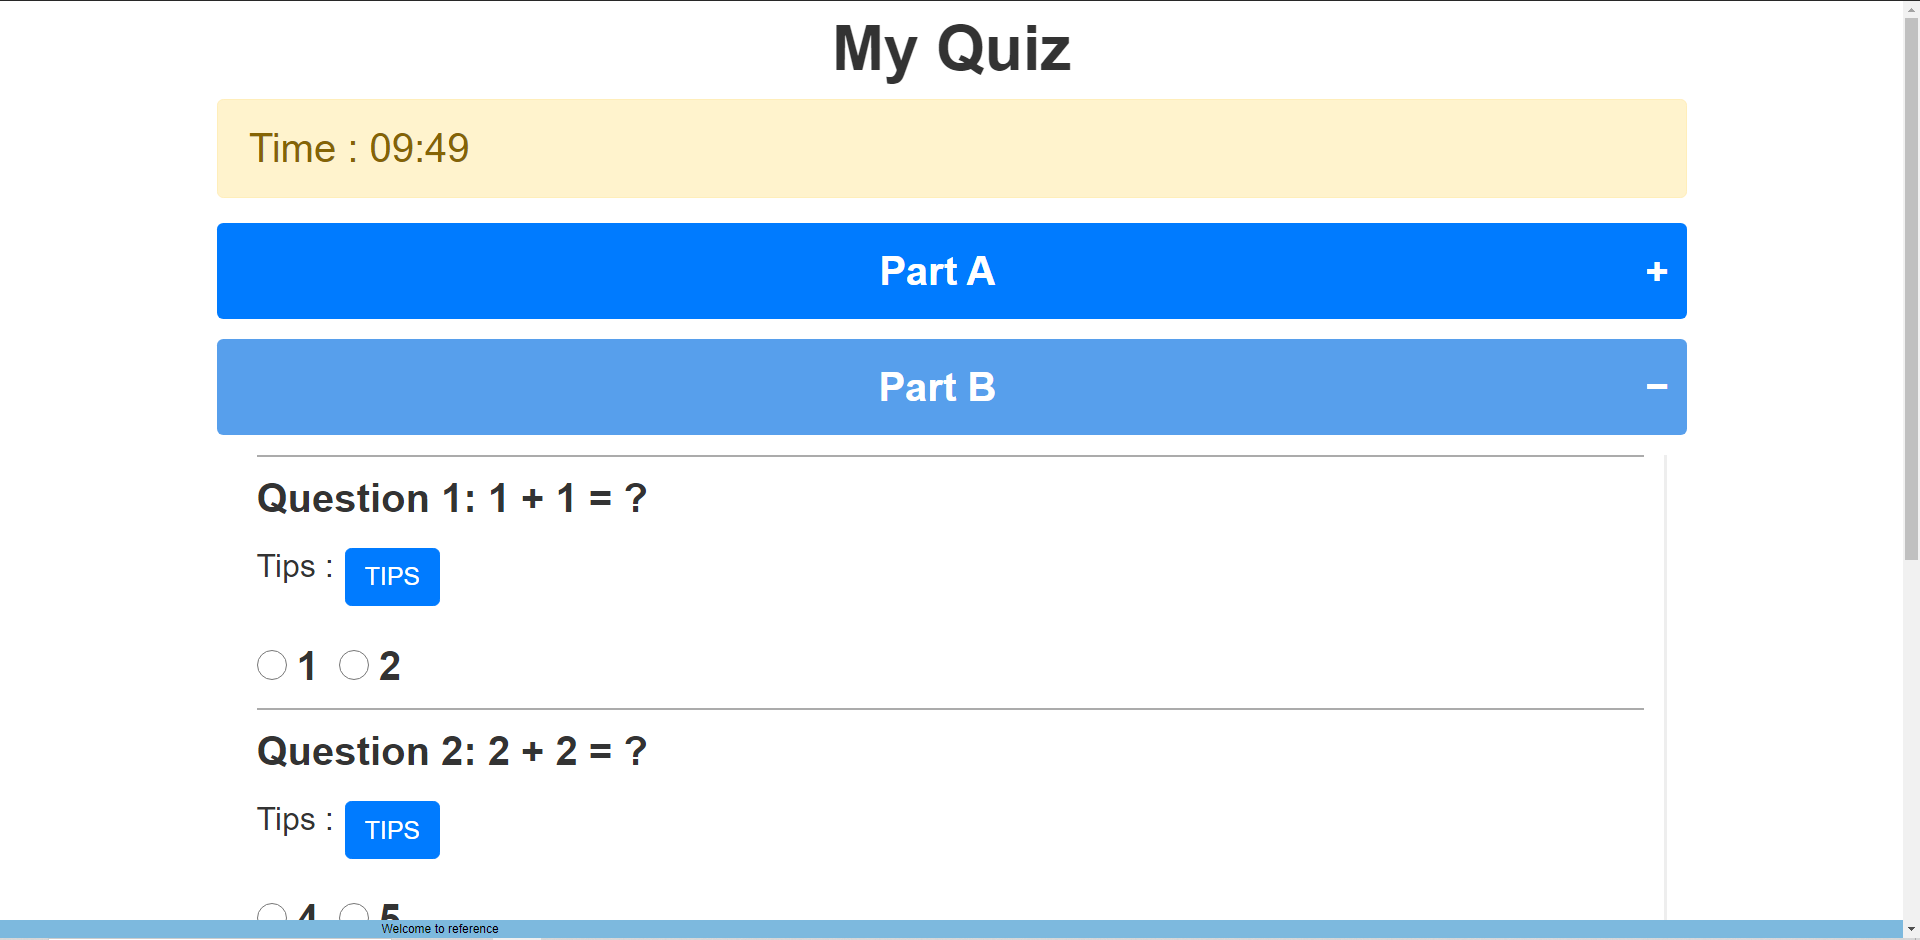 My Quiz
Time : 09:49
Part A +
Part B −
Question 1: 1 + 1 = ?
Tips : TIPS
1 2
Question 2: 2 + 2 = ?
Tips : TIPS
4 5
Welcome to reference